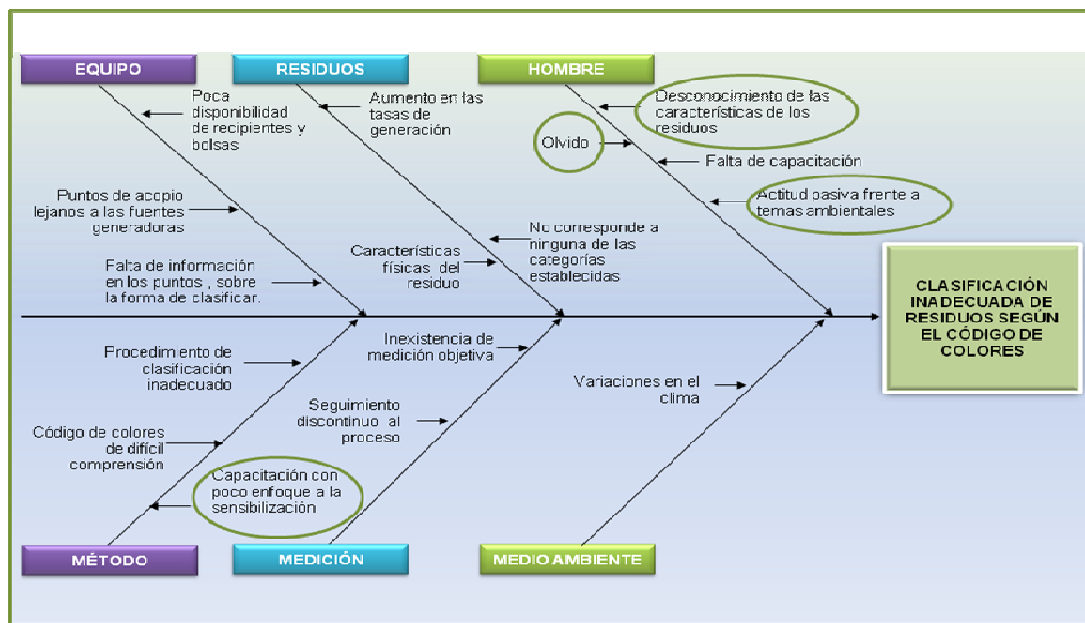 EQUIPO
RESIDUOS
HOMBRE
Poca
disponibilidad
de recipientes y
bolsas
Puntos de acopio
lejanos a las fuentes
generadoras
Falta de información
en los puntos , sobre
la forma de clasificar.
Aumento en las
tasas de
generación
No corresponde a
ninguna de las
categorías
establecidas
Características
físicas del
residuo
Desconocimiento de las
características de los
residuos
Olvido
Falta de capacitación
Actitud pasiva frente a
temas ambientales
CLASIFICACIÓN
INADECUADA DE
RESIDUOS SEGÚN
EL CÓDIGO DE
COLORES
Procedimiento de
clasificación
inadecuado
Código de colores
de difícil
comprensión
Capacitación con
poco enfoque a la
sensibilización
Inexistencia de
medición objetiva
Seguimiento
discontinuo al
proceso
Variaciones en el
clima
MÉTODO
MEDICIÓN
MEDIO AMBIENTE